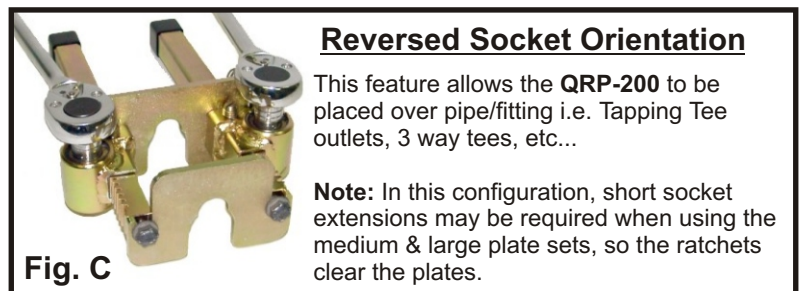 Reversed Socket Orientation
This feature allows the QRP-200 to be
placed over pipe/fitting i.e. Tapping Tee
outlets, 3 way tees, etc...
Note: In this configuration, short socket
extensions may be required when using the
medium & large plate sets, so the ratchets
clear the plates.
Fig. C